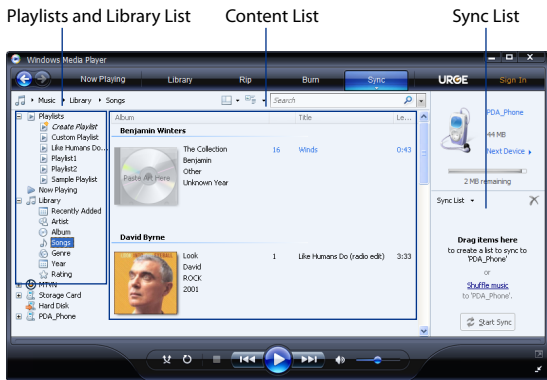 Playlists and Library List Content List Sync List
Windows Media Player
Now Playing Library Rip Burn Sync URGE Sign In
Music Library Songs Search
Playlists
Create Playlist
Custom Playlist
Like Humans Do...
Playlist1
Playlist2
Sample Playlist
Now Playing
Library
Recently Added
Artist
Album
Songs
Genre
Year
Rating
MTVN
Storage Card
Hard Disk
PDA_Phone
Album Title Le...
Benjamin Winters
Paste Art Here
The Collection 16 Winds 0:43
Benjamin
Other
Unknown Year
David Byrne
Look 1 Like Humans Do (radio edit) 3:33
David
ROCK
2001
PDA_Phone
44 MB
Next Device
2 MB remaining
Sync List
Drag items here
to create a list to sync to
'PDA_Phone'
or
Shuffle music
to 'PDA_Phone'.
Start Sync